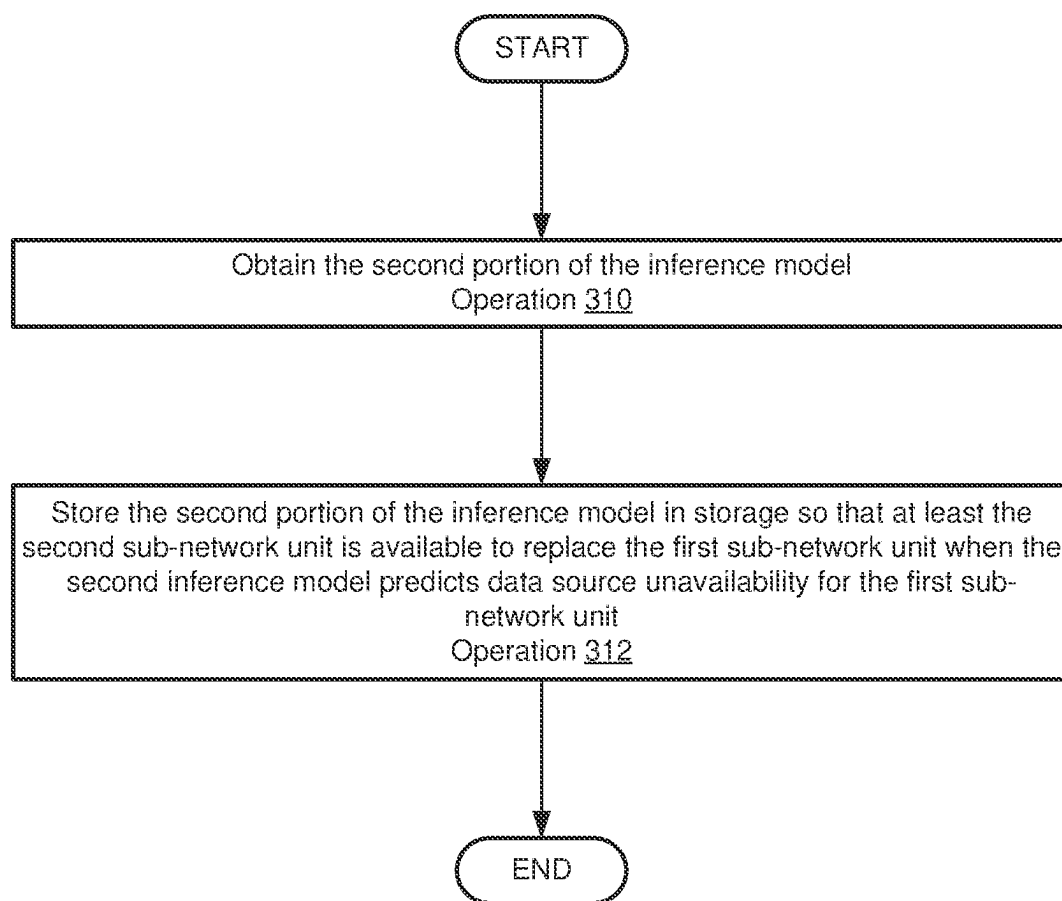 START
Obtain the second portion of the inference model
Operation 310
Store the second portion of the inference model in storage so that at least the
second sub-network unit is available to replace the first sub-network unit when the
second inference model predicts data source unavailability for the first sub-
network unit
Operation 312
END